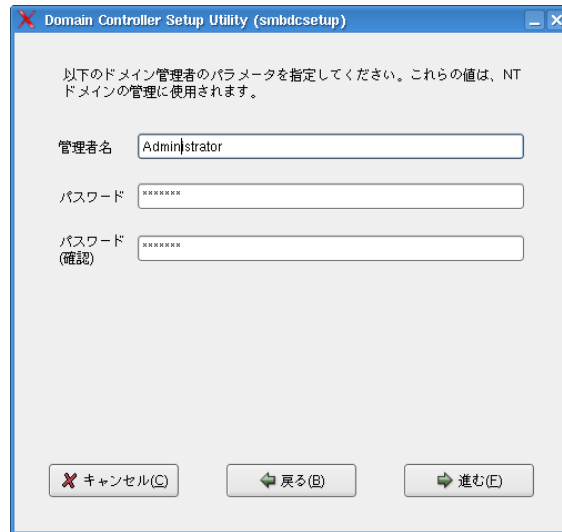 Domain Controller Setup Utility (smbdcsetup)
以下のドメイン管理者のパラメータを指定してください。これらの値は、NT
ドメインの管理に使用されます。
管理者名 Administrator
パスワード *******
パスワード
(確認) *******
キャンセル(C) 戻る(B) 進む(F)